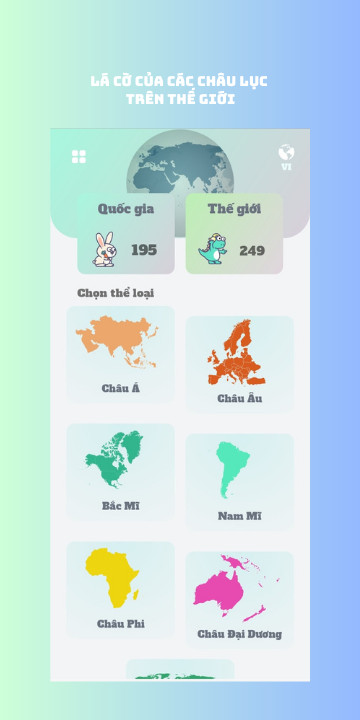 LÁ CỜ CỦA CÁC CHÂU LỤC
TRÊN THẾ GIỚI
VI
Quốc gia
195
Thế giới
249
Chọn thể loại
Châu Á
Châu Âu
Bắc Mĩ
Nam Mĩ
Châu Phi
Châu Đại Dương